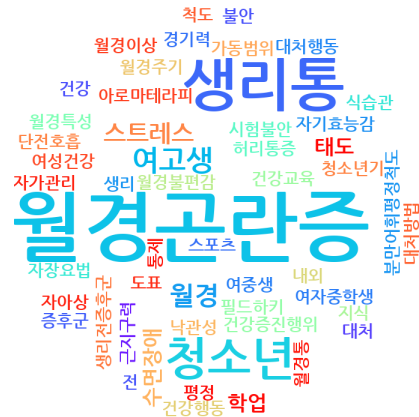 척도 불안
월경이상 경기력 가동범위 대처행동
월경주기 생리통
건강 아로마테라피 식습관
월경특성 스트레스 시험불안 자기효능감
단전호흡 여고생 허리통증 태도
여성건강 청소년기
자가관리 생리 월경불편감 건강교육
월경곤란증
분만어휘평정척도 대처방법
통제 스포츠
자장요법 도표 내외
생리전증후군 월경 여중생 여자중학생
자아상 근지구력 필드하키 지식
증후군 낙관성 건강증진행위 대처
수면장애 청소년 월경통
전 평정 학업
건강행동